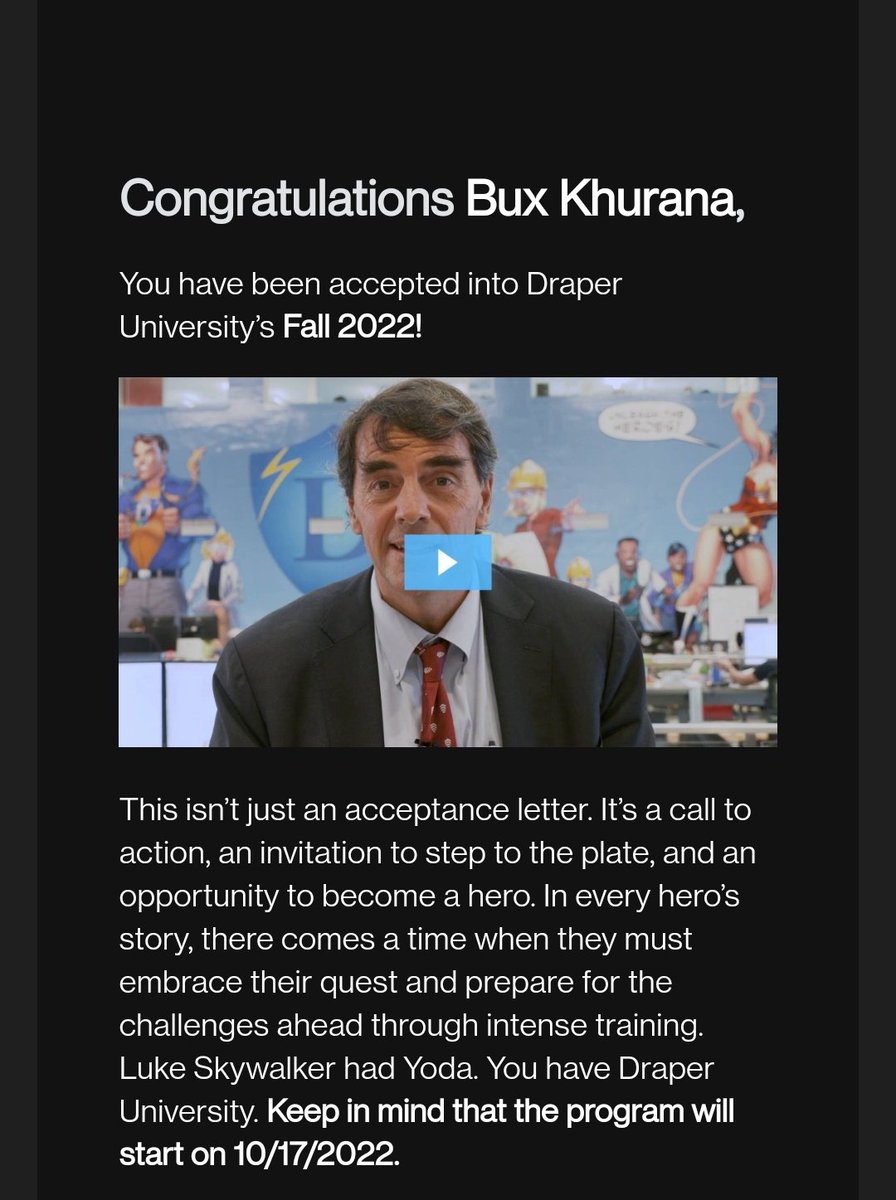 Congratulations Bux Khurana,
You have been accepted into Draper
University’s Fall 2022!
UNLEASH THE
HEROES!
This isn’t just an acceptance letter. It’s a call to
action, an invitation to step to the plate, and an
opportunity to become a hero. In every hero’s
story, there comes a time when they must
embrace their quest and prepare for the
challenges ahead through intense training.
Luke Skywalker had Yoda. You have Draper
University. Keep in mind that the program will
start on 10/17/2022.